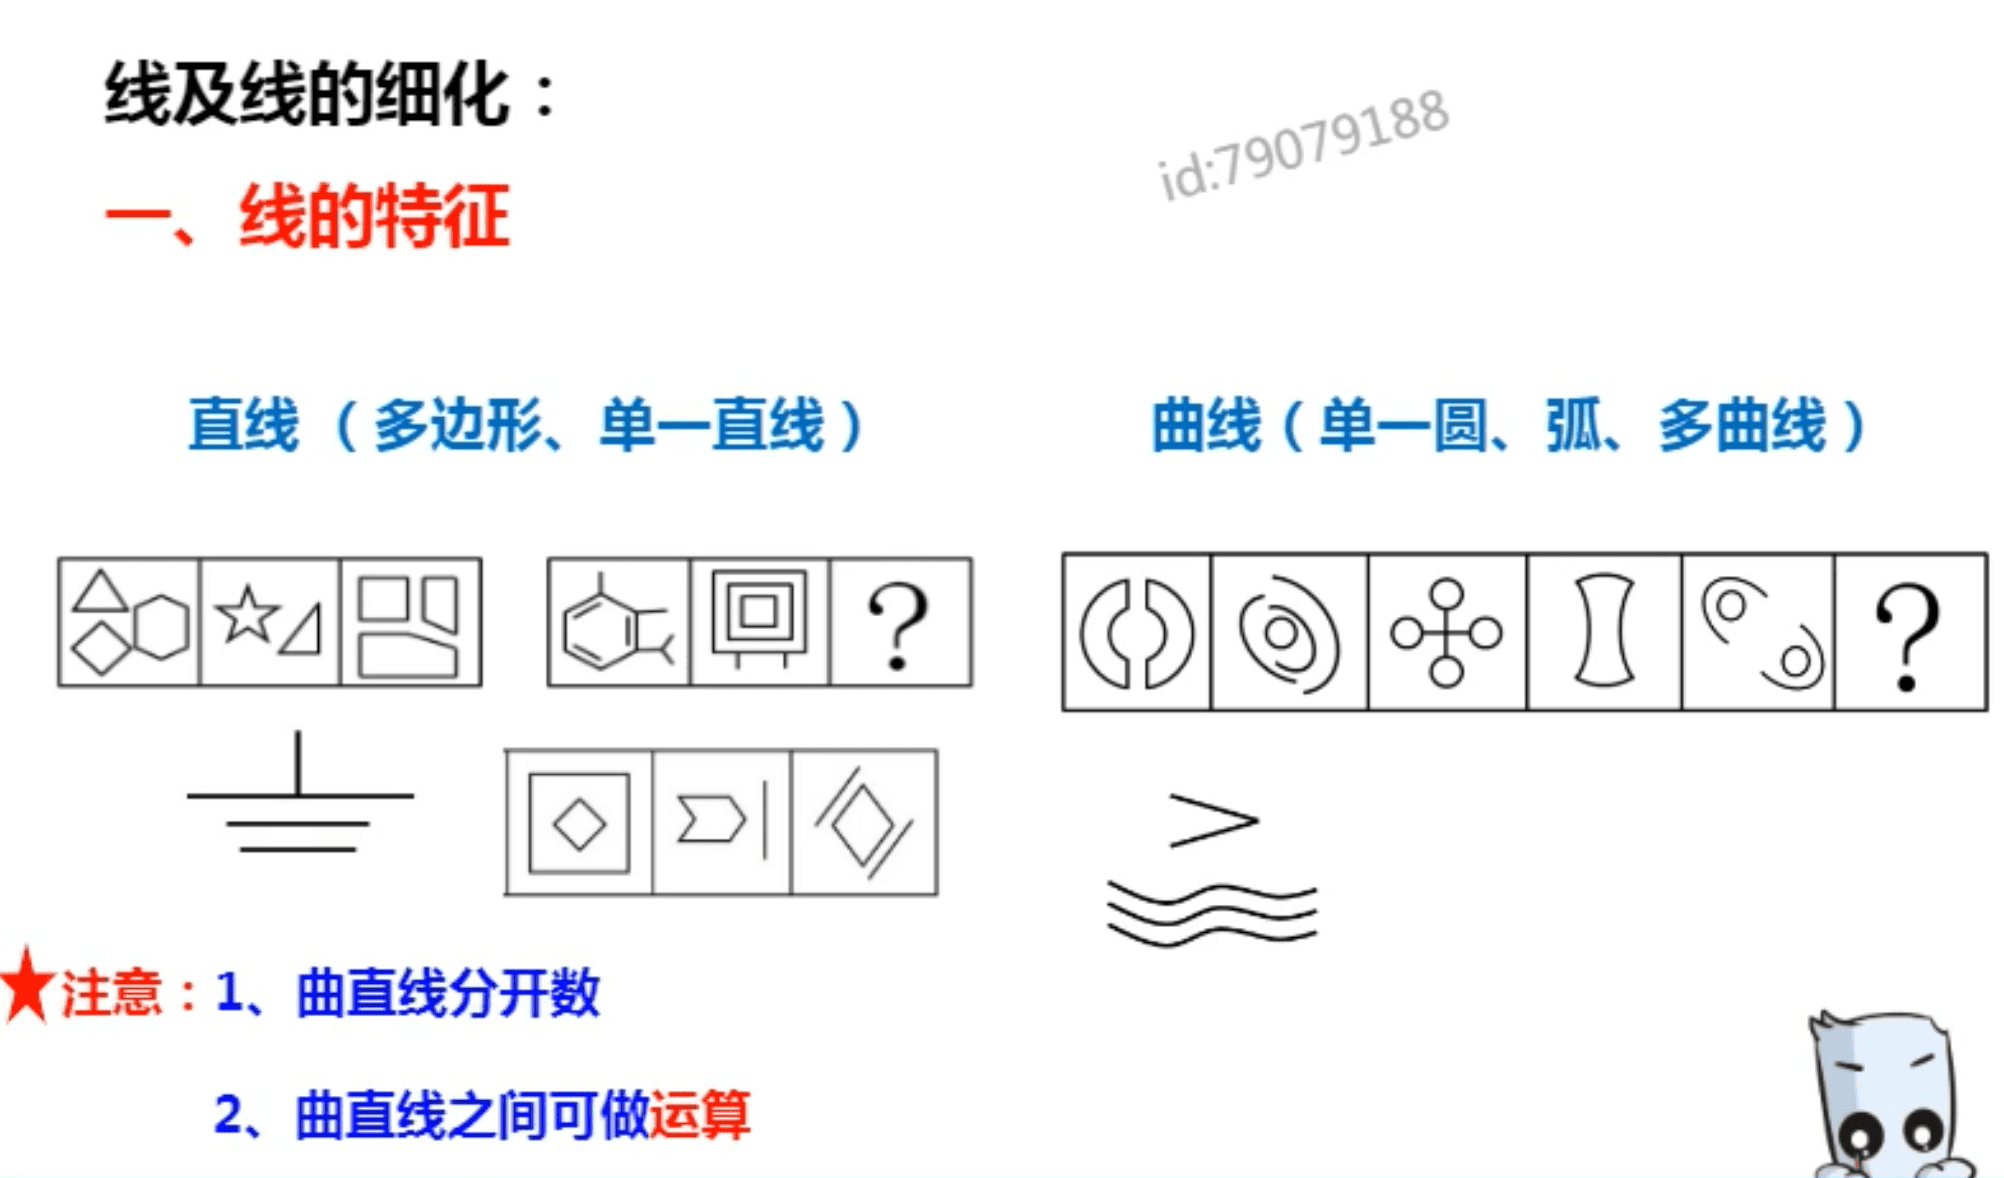 线及线的细化：
id:79079188
一、线的特征
直线（多边形、单一直线）
曲线（单一圆、弧、多曲线）
?
?
★注意：1、曲直线分开数
2、曲直线之间可做运算